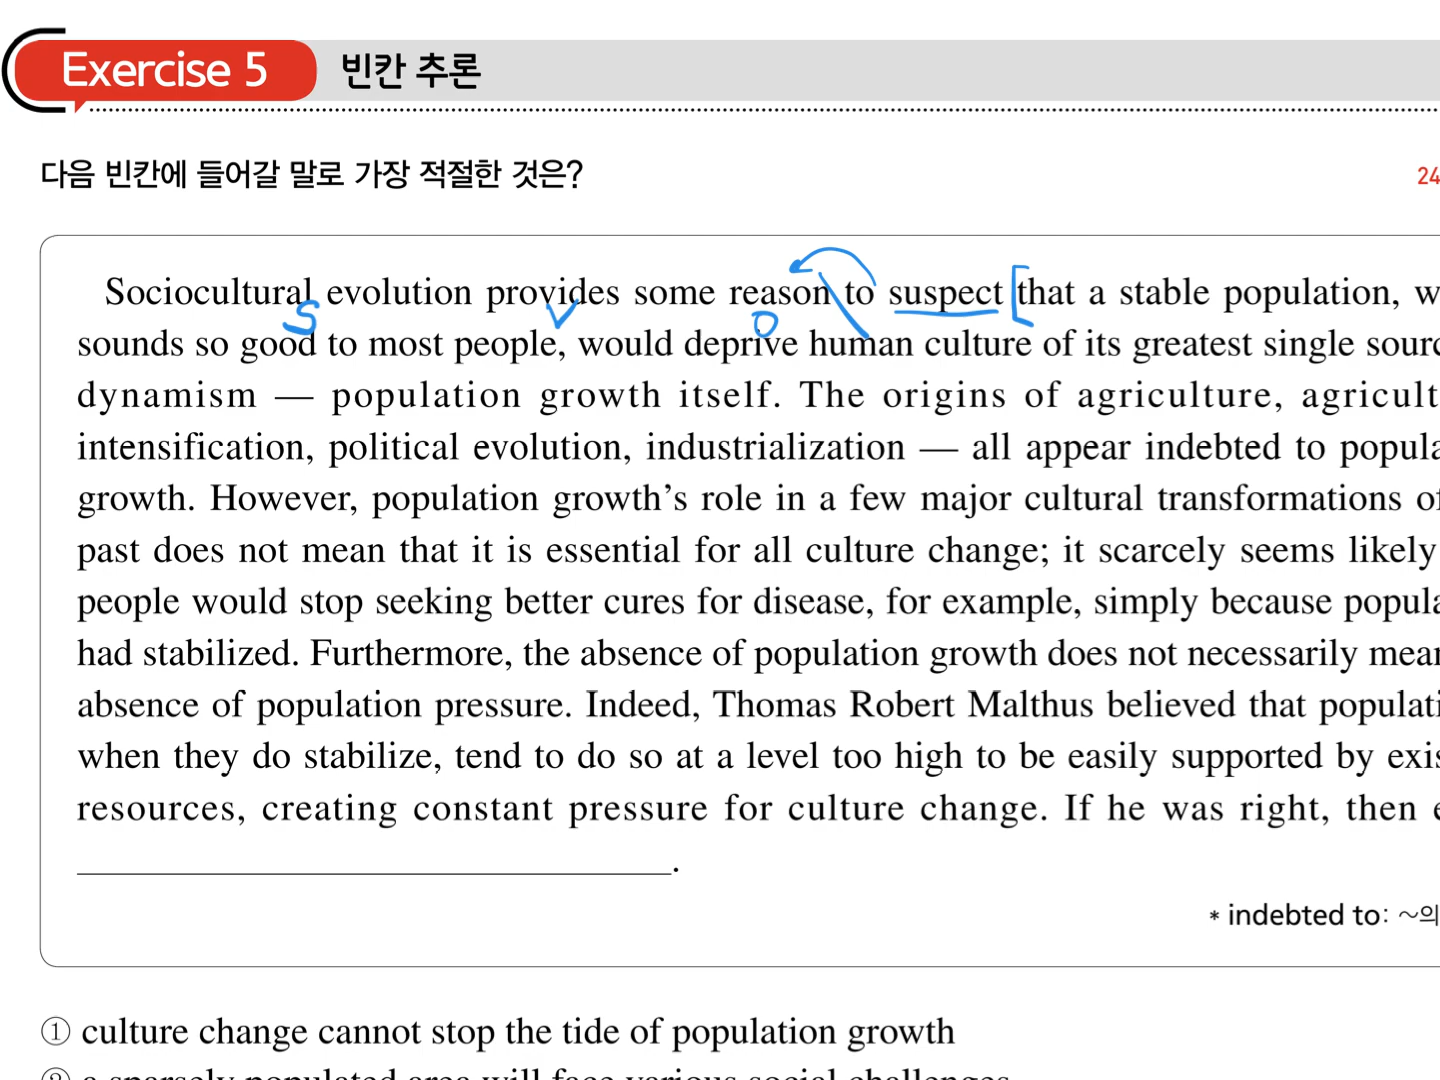 Exercise 5 빈칸 추론
다음 빈칸에 들어갈 말로 가장 적절한 것은?
24
Sociocultural evolution provides some reason to suspect that a stable population, w
S V O
sounds so good to most people, would deprive human culture of its greatest single sourc
dynamism — population growth itself. The origins of agriculture, agricult
intensification, political evolution, industrialization — all appear indebted to popula
growth. However, population growth's role in a few major cultural transformations of
past does not mean that it is essential for all culture change; it scarcely seems likely
people would stop seeking better cures for disease, for example, simply because popula
had stabilized. Furthermore, the absence of population growth does not necessarily mean
absence of population pressure. Indeed, Thomas Robert Malthus believed that populati
when they do stabilize, tend to do so at a level too high to be easily supported by exis
resources, creating constant pressure for culture change. If he was right, then e
.
* indebted to: ~의
① culture change cannot stop the tide of population growth
② a sparsely populated area will face various social challenges